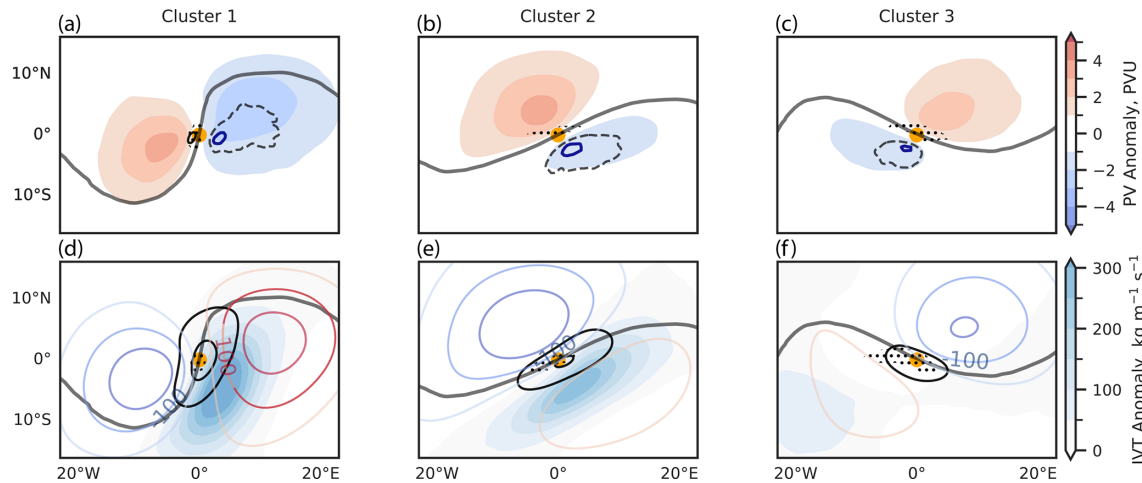 Cluster 1
Cluster 2
Cluster 3
(a)
(b)
(c)
10°N
0°
10°S
4
2
0
−2
−4
PV Anomaly, PVU
(d)
(e)
(f)
10°N
0°
10°S
-100
100
-100
-100
300
200
100
0
IVT Anomaly, kg m−1 s−1
20°W
0°
20°E
20°W
0°
20°E
20°W
0°
20°E